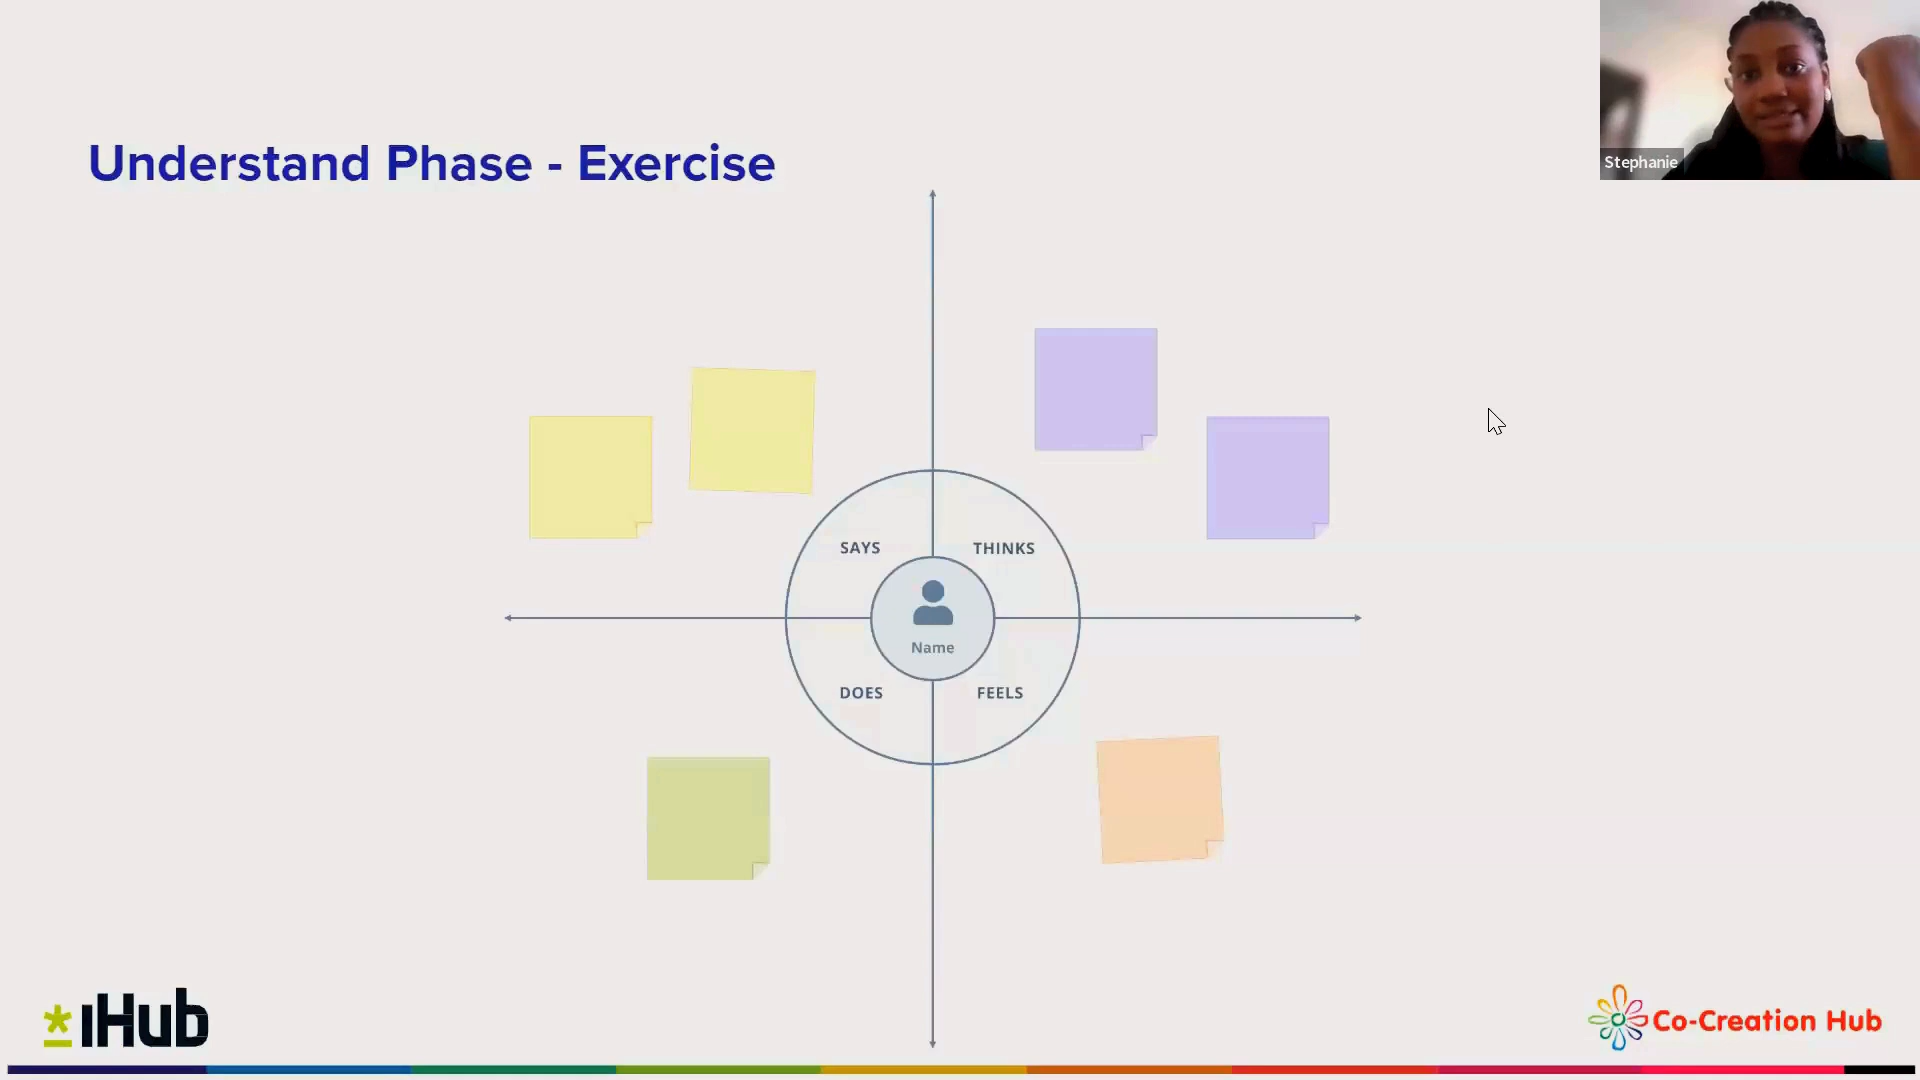 Understand Phase - Exercise
Stephanie
SAYS
THINKS
Name
DOES
FEELS
iHub
Co-Creation Hub